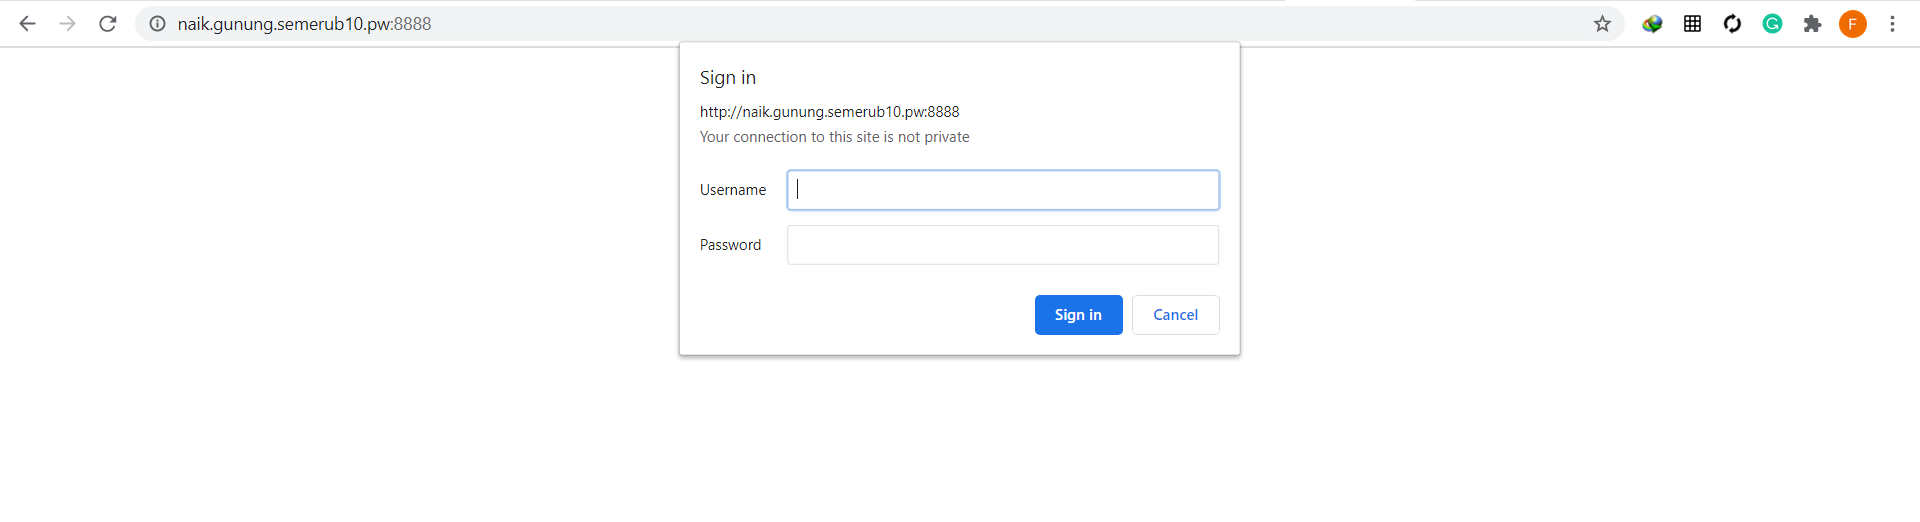 naik.gunung.semerub10.pw:8888
F
Sign in
http://naik.gunung.semerub10.pw:8888
Your connection to this site is not private
Username
Password
Sign in
Cancel